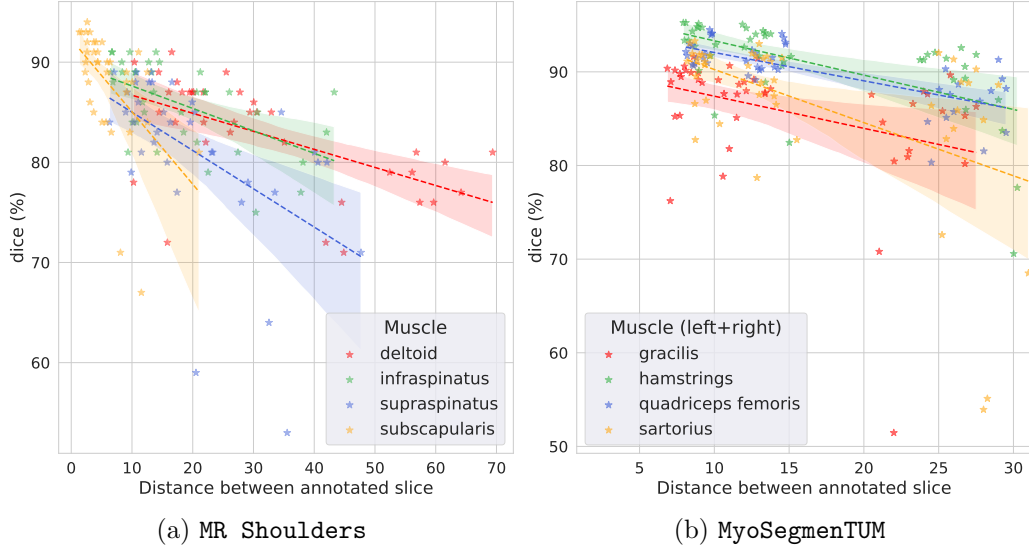 90
80
70
60
dice (%)
0 10 20 30 40 50 60 70
Distance between annotated slice
Muscle
deltoid
infraspinatus
supraspinatus
subscapularis
(a) MR Shoulders
90
80
70
60
50
dice (%)
5 10 15 20 25 30
Distance between annotated slice
Muscle (left+right)
gracilis
hamstrings
quadriceps femoris
sartorius
(b) MyoSegmenTUM